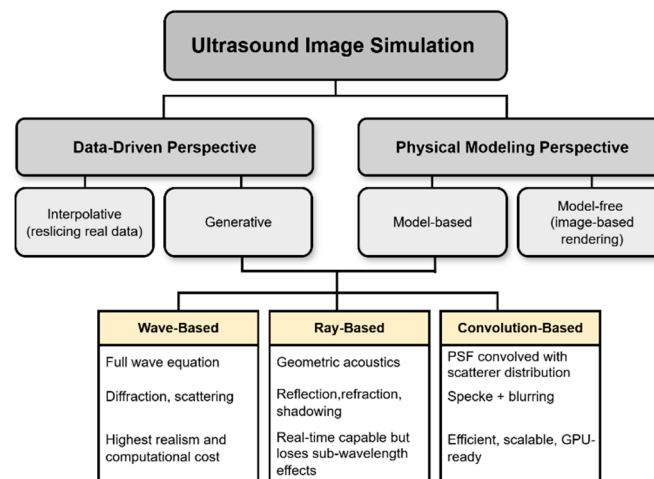 Ultrasound Image Simulation
Data-Driven Perspective
Physical Modeling Perspective
Interpolative
(reslicing real data)
Generative
Model-based
Model-free
(image-based
rendering)
Wave-Based
Full wave equation
Diffraction, scattering
Highest realism and
computational cost
Ray-Based
Geometric acoustics
Reflection,refraction,
shadowing
Real-time capable but
loses sub-wavelength
effects
Convolution-Based
PSF convolved with
scatterer distribution
Specke + blurring
Efficient, scalable, GPU-
ready